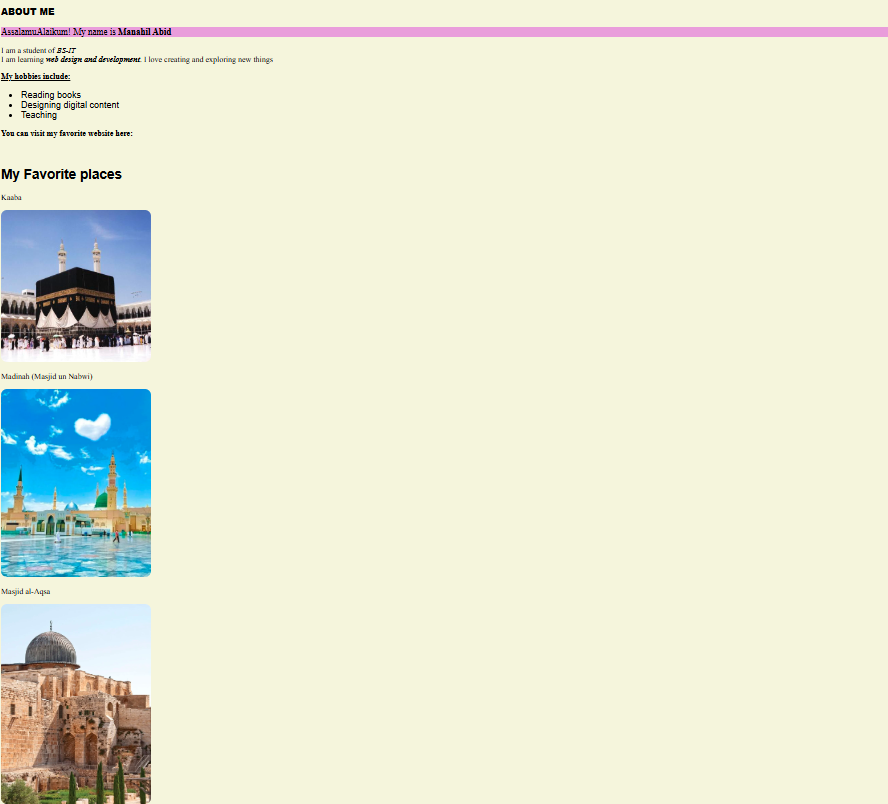 ABOUT ME
AssalamuAlaikum! My name is Manahil Abid
I am a student of BS-IT
I am learning web design and development. I love creating and exploring new things
My hobbies include:
Reading books
Designing digital content
Teaching
You can visit my favorite website here:
My Favorite places
Kaaba
Madinah (Masjid un Nabwi)
Masjid al-Aqsa